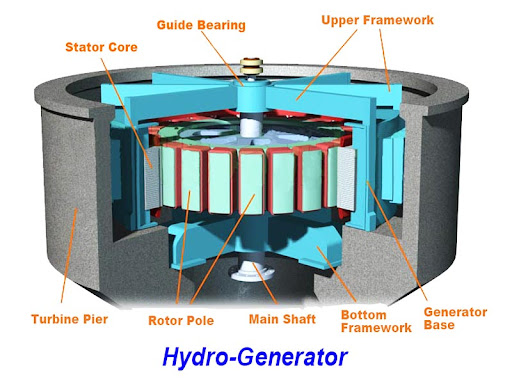 Guide Bearing
Upper Framework
Stator Core
Turbine Pier
Rotor Pole
Main Shaft
Bottom
Framework
Generator
Base
Hydro-Generator